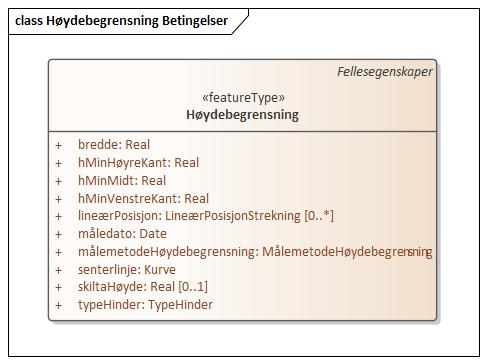 class Høydebegrensning Betingelser
Fellesegenskaper
«featureType»
Høydebegrensning
+ bredde: Real
+ hMinHøyreKant: Real
+ hMinMidt: Real
+ hMinVenstreKant: Real
+ lineærPosisjon: LineærPosisjonStrekning [0..*]
+ måledato: Date
+ målemetodeHøydebegrensning: MålemetodeHøydebegrensning
+ senterlinje: Kurve
+ skiltaHøyde: Real [0..1]
+ typeHinder: TypeHinder